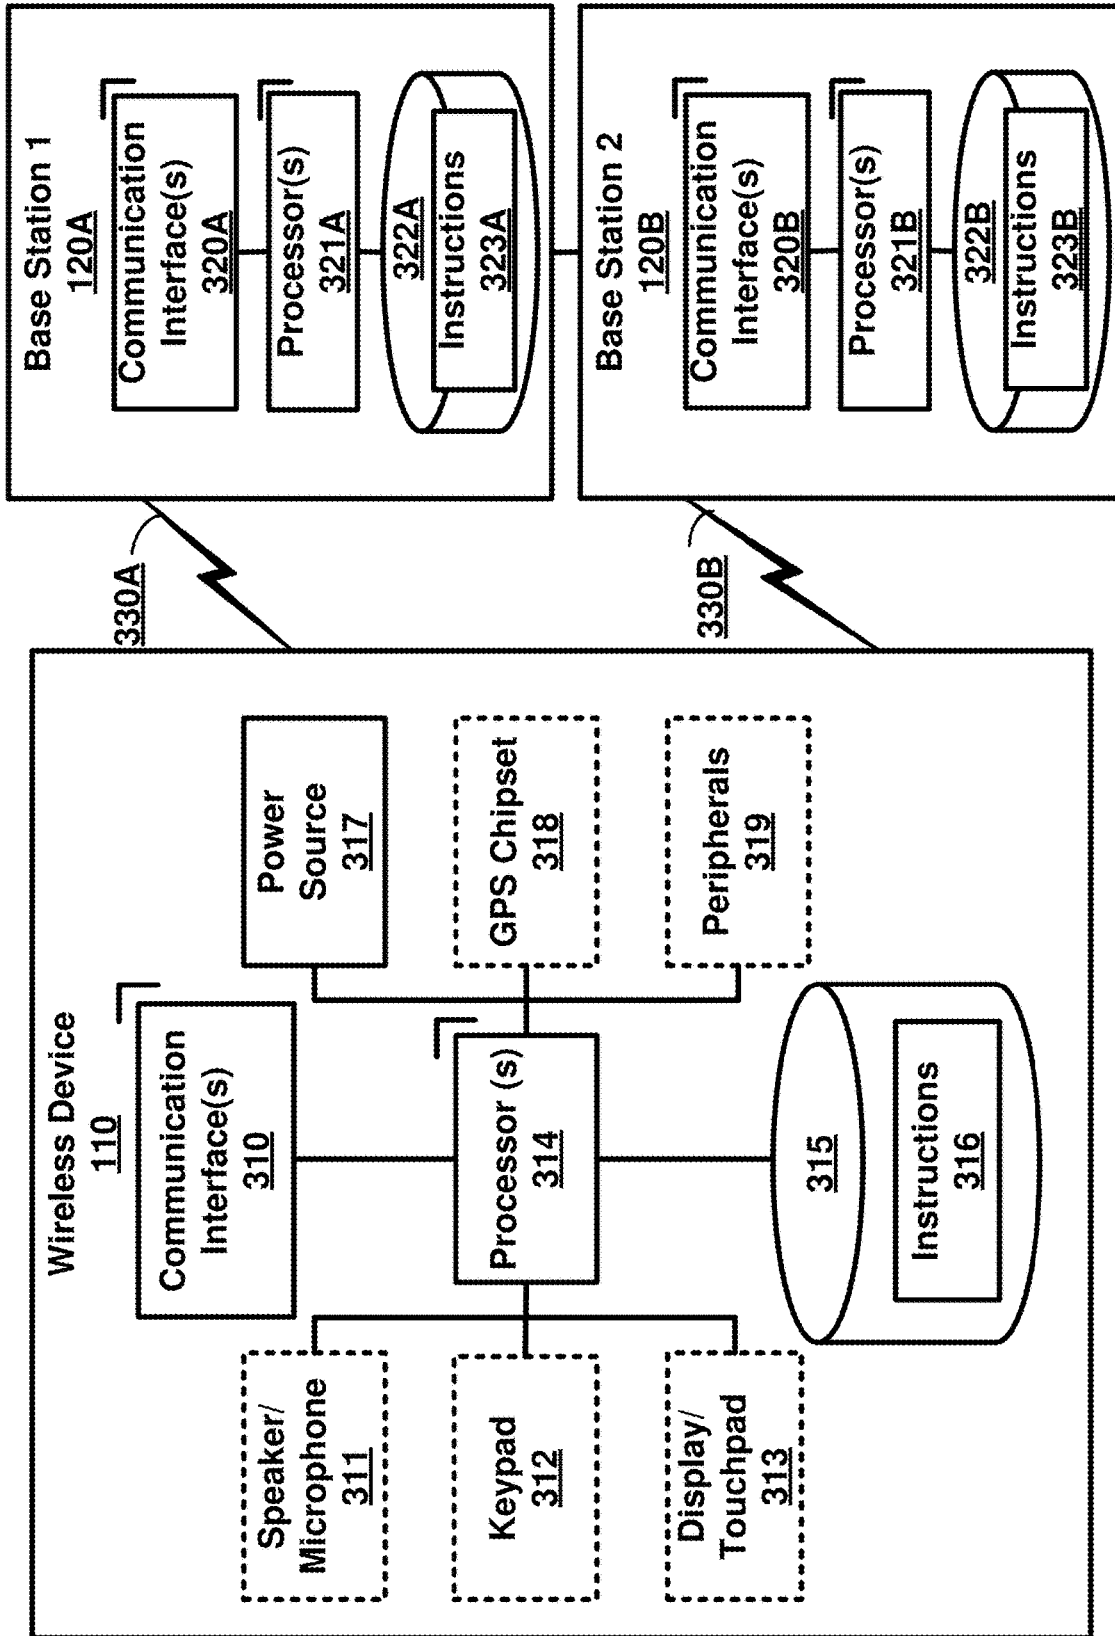 Wireless Device
110
Communication
Interface(s)
310
Speaker/
Microphone
311
Keypad
312
Display/
Touchpad
313
Processor (s)
314
Power
Source
317
GPS Chipset
318
Peripherals
319
315
Instructions
316
330A
330B
Base Station 1
120A
Communication
Interface(s)
320A
Processor(s)
321A
322A
Instructions
323A
Base Station 2
120B
Communication
Interface(s)
320B
Processor(s)
321B
322B
Instructions
323B